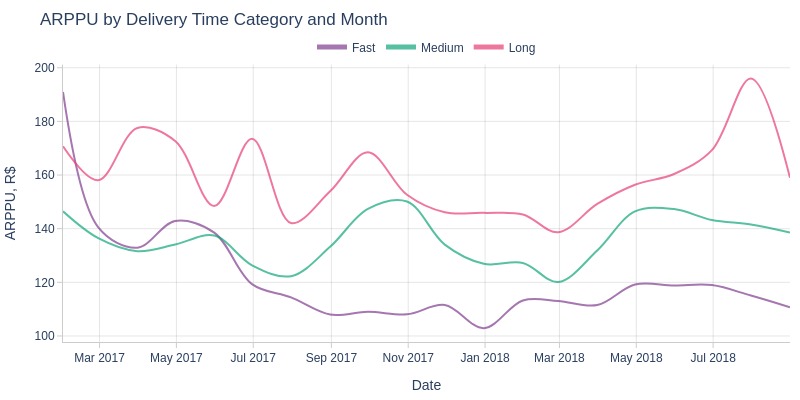 ARPPU by Delivery Time Category and Month
Fast Medium Long
ARPPU, R$
200
180
160
140
120
100
Mar 2017 May 2017 Jul 2017 Sep 2017 Nov 2017 Jan 2018 Mar 2018 May 2018 Jul 2018
Date